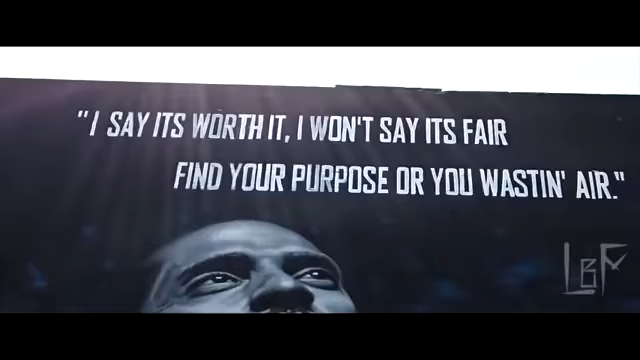 "I SAY ITS WORTH IT, I WON'T SAY ITS FAIR
FIND YOUR PURPOSE OR YOU WASTIN' AIR."
LBF